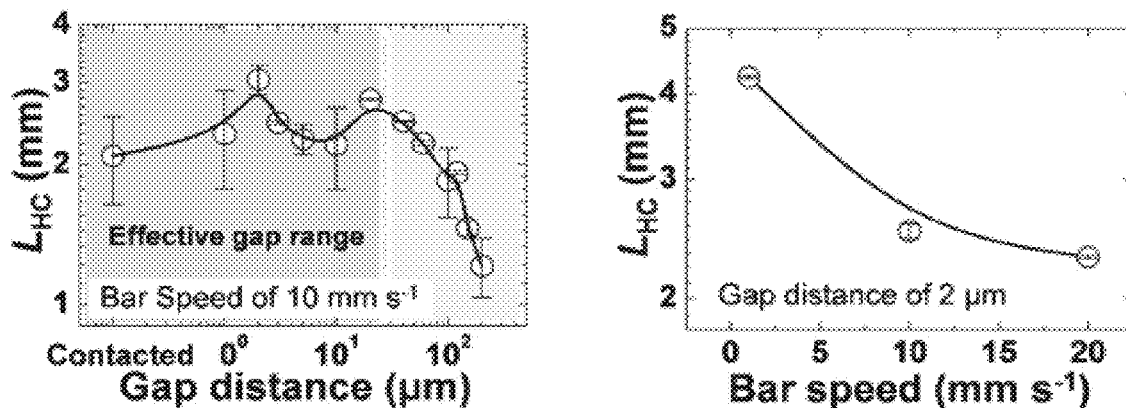 4
3
2
1
L_HC (mm)
Effective gap range
Bar Speed of 10 mm s⁻¹
Contacted 10⁰ 10¹ 10²
Gap distance (μm)
5
4
3
2
L_HC (mm)
Gap distance of 2 μm
0 5 10 15 20
Bar speed (mm s⁻¹)